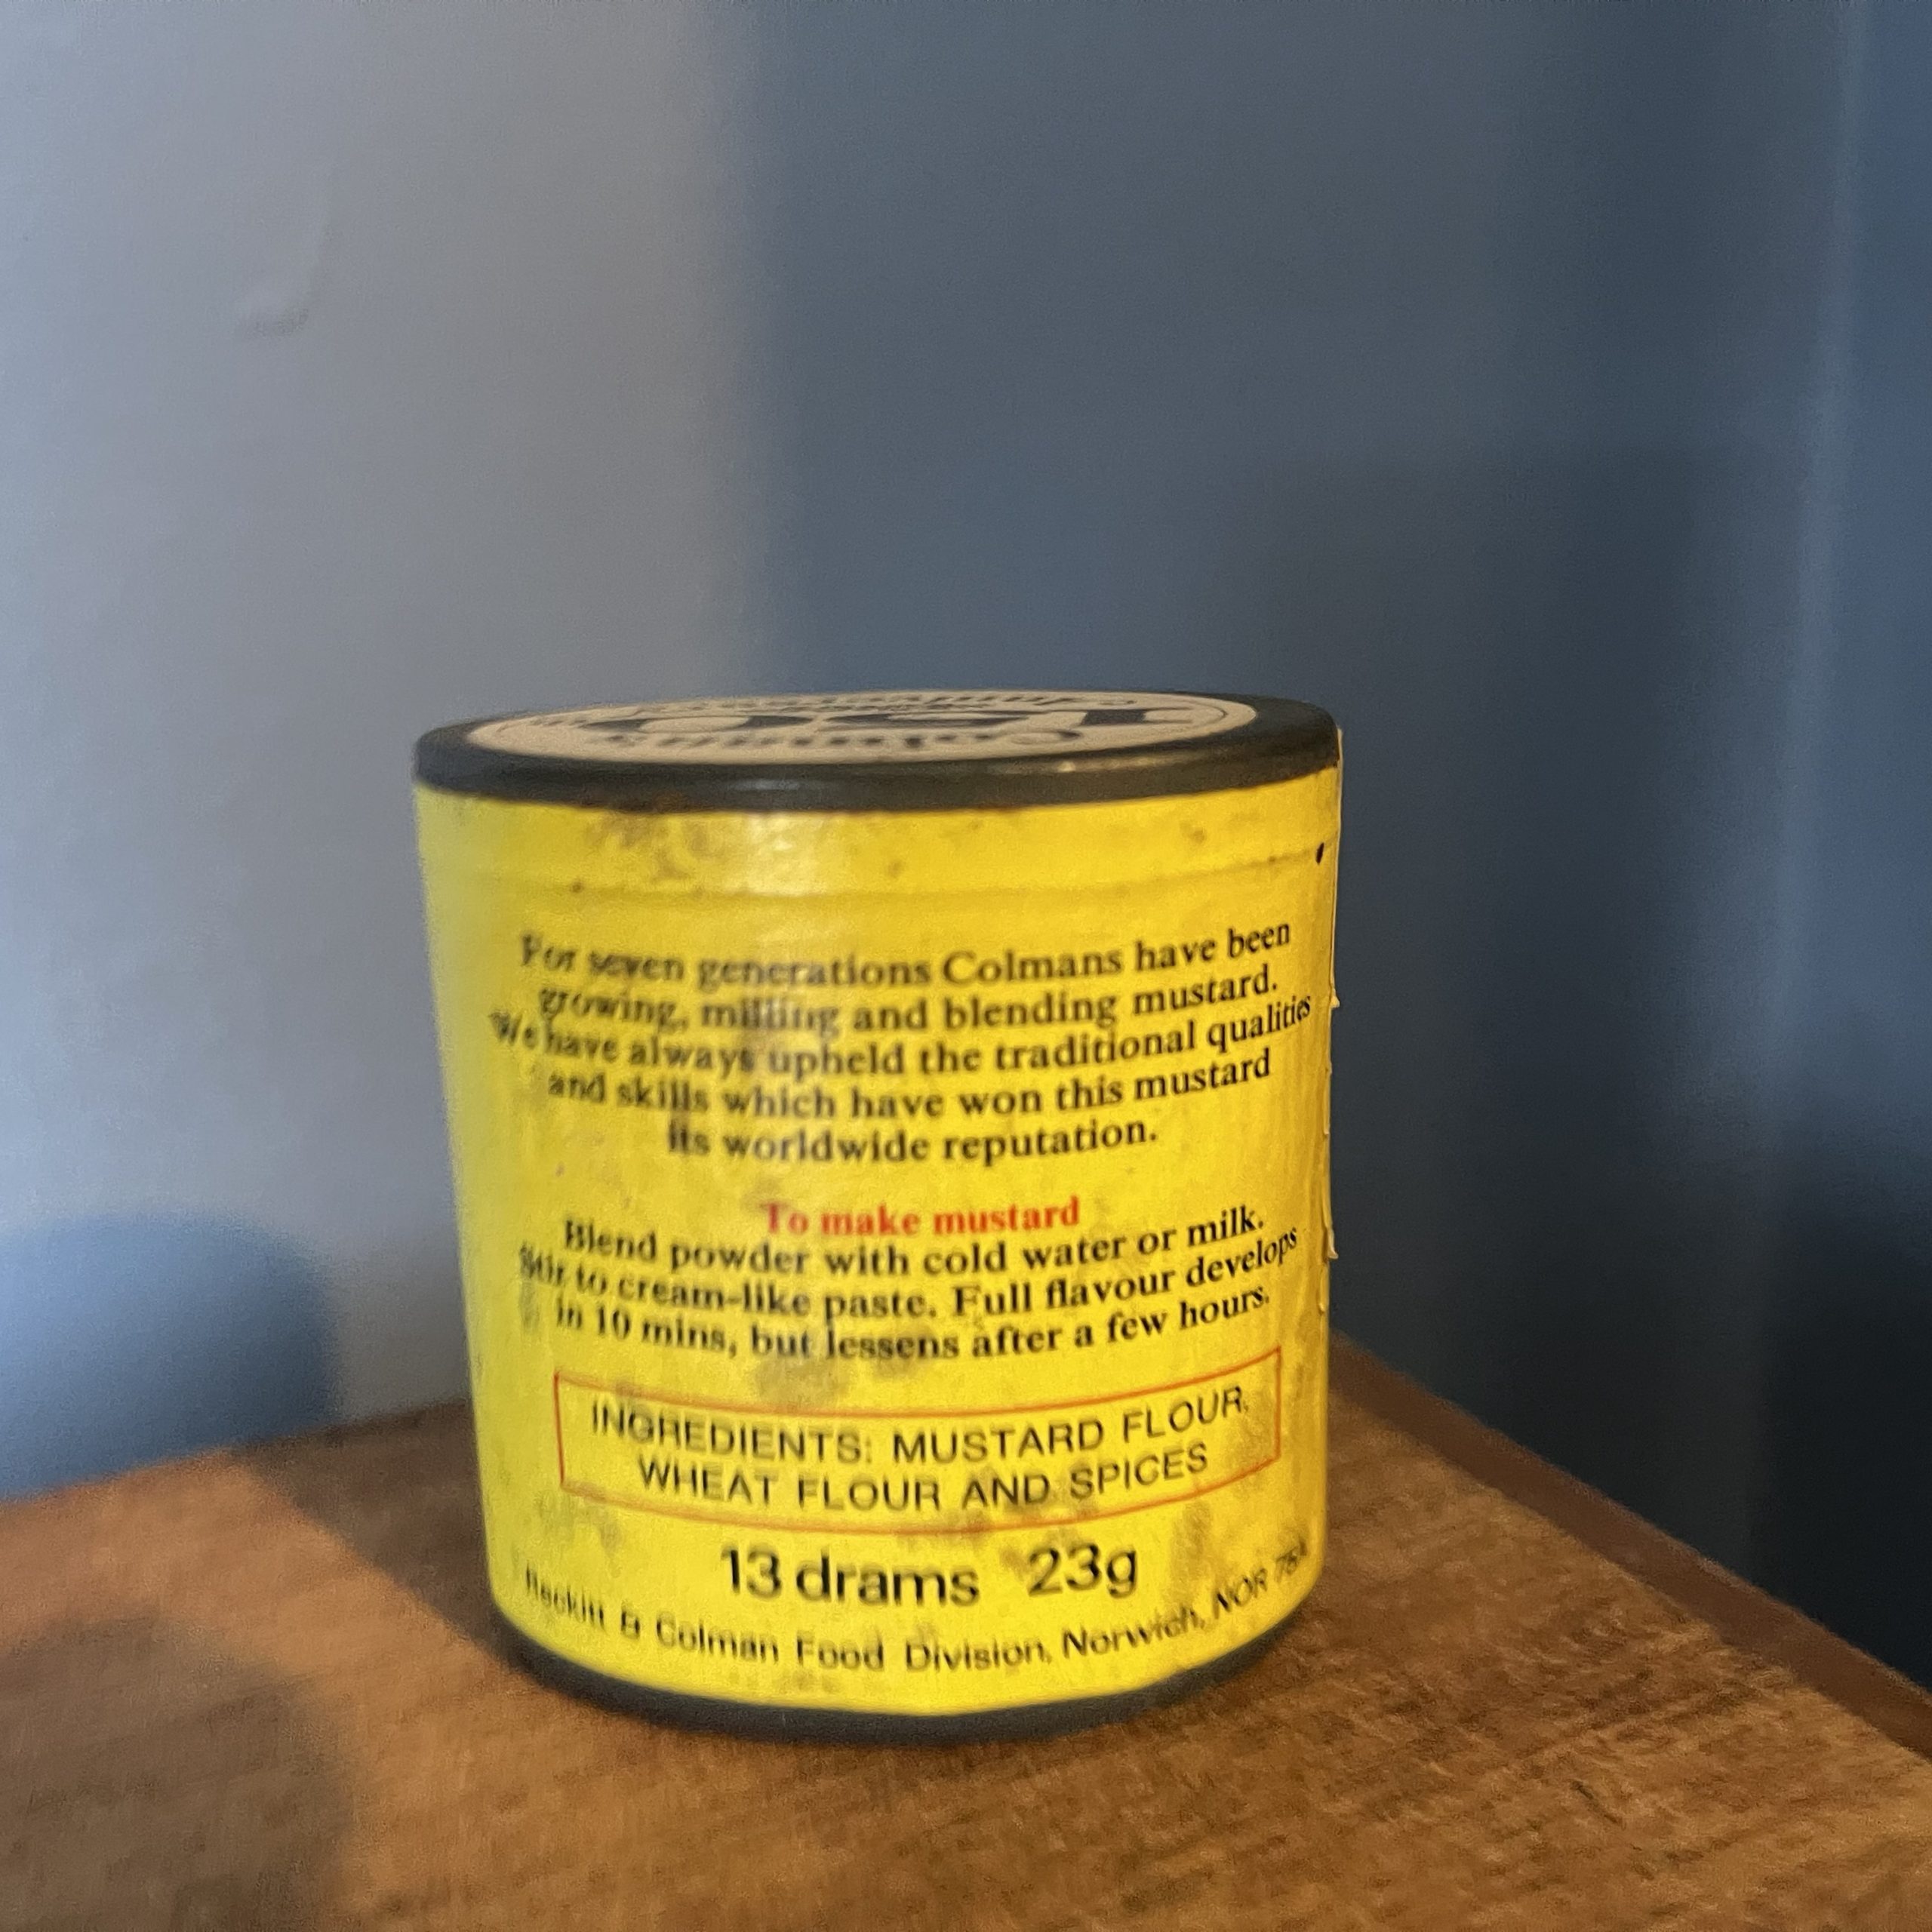 Colman's
150
For seven generations Colmans have been
growing, milling and blending mustard.
We have always upheld the traditional qualities
and skills which have won this mustard
its worldwide reputation.
To make mustard
Blend powder with cold water or milk.
Stir to cream-like paste. Full flavour develops
in 10 mins, but lessens after a few hours.
INGREDIENTS: MUSTARD FLOUR,
WHEAT FLOUR AND SPICES
13 drams 23g
Reckitt & Colman Food Division, Norwich, NOR 75A